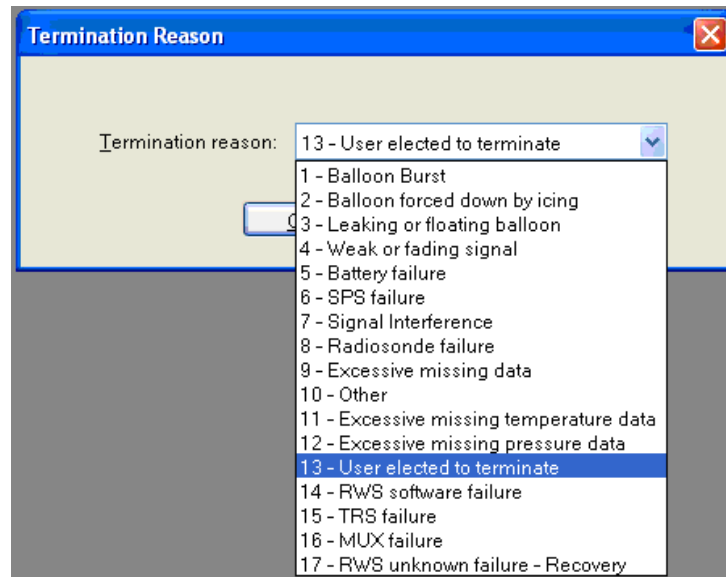 Termination Reason
Termination reason: 13 - User elected to terminate
1 - Balloon Burst
2 - Balloon forced down by icing
3 - Leaking or floating balloon
4 - Weak or fading signal
5 - Battery failure
6 - SPS failure
7 - Signal Interference
8 - Radiosonde failure
9 - Excessive missing data
10 - Other
11 - Excessive missing temperature data
12 - Excessive missing pressure data
13 - User elected to terminate
14 - RWS software failure
15 - TRS failure
16 - MUX failure
17 - RWS unknown failure - Recovery